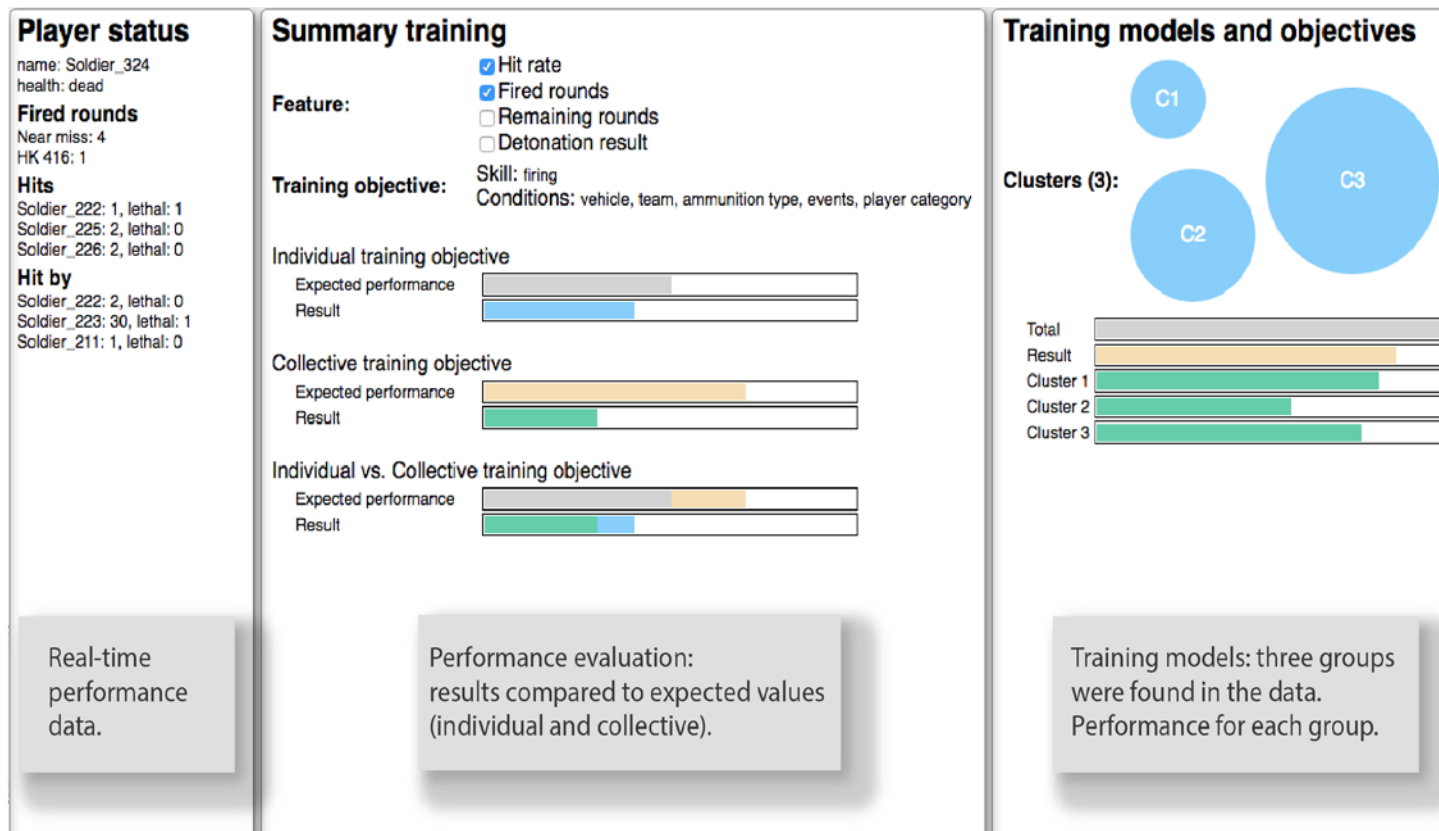 Player status
name: Soldier_324
health: dead
Fired rounds
Near miss: 4
HK 416: 1
Hits
Soldier_222: 1, lethal: 1
Soldier_225: 2, lethal: 0
Soldier_226: 2, lethal: 0
Hit by
Soldier_222: 2, lethal: 0
Soldier_223: 30, lethal: 1
Soldier_211: 1, lethal: 0
Real-time
performance
data.
Summary training
Feature:
Hit rate
Fired rounds
Remaining rounds
Detonation result
Training objective:
Skill: firing
Conditions: vehicle, team, ammunition type, events, player category
Individual training objective
Expected performance
Result
Collective training objective
Expected performance
Result
Individual vs. Collective training objective
Expected performance
Result
Performance evaluation:
results compared to expected values
(individual and collective).
Training models and objectives
Clusters (3):
C1
C3
C2
Total
Result
Cluster 1
Cluster 2
Cluster 3
Training models: three groups
were found in the data.
Performance for each group.